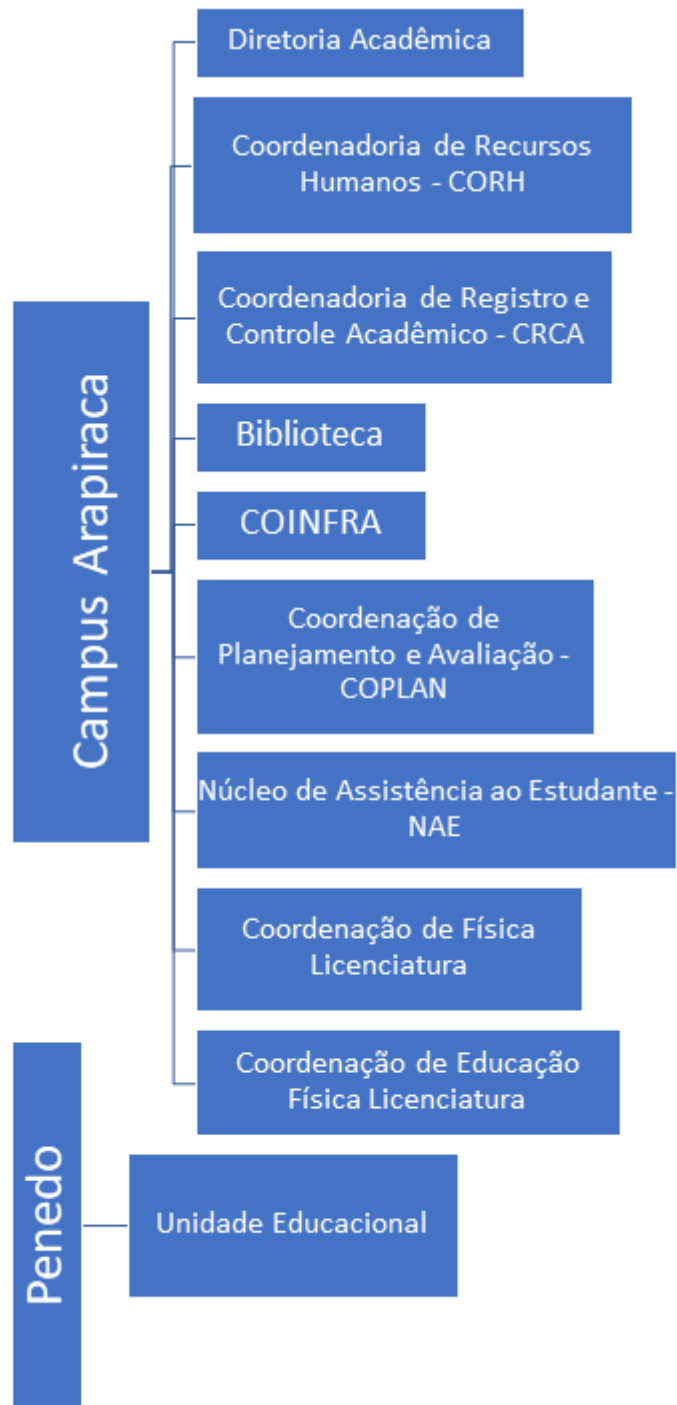 Diretoria Acadêmica
Coordenadoria de Recursos
Humanos - CORH
Coordenadoria de Registro e
Controle Acadêmico - CRCA
Biblioteca
COINFRA
Campus Arapiraca
Coordenação de
Planejamento e Avaliação -
COPLAN
Núcleo de Assistência ao Estudante -
NAE
Coordenação de Física
Licenciatura
Coordenação de Educação
Física Licenciatura
Penedo
Unidade Educacional